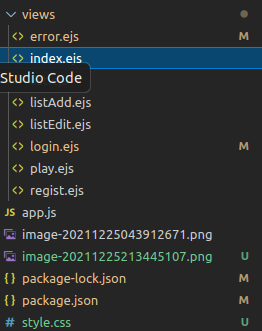 views
error.ejs M
index.ejs
Studio Code
listAdd.ejs
listEdit.ejs
login.ejs M
play.ejs
regist.ejs
JS app.js
image-20211225043912671.png
image-20211225213445107.png U
{} package-lock.json M
{} package.json M
# style.css U